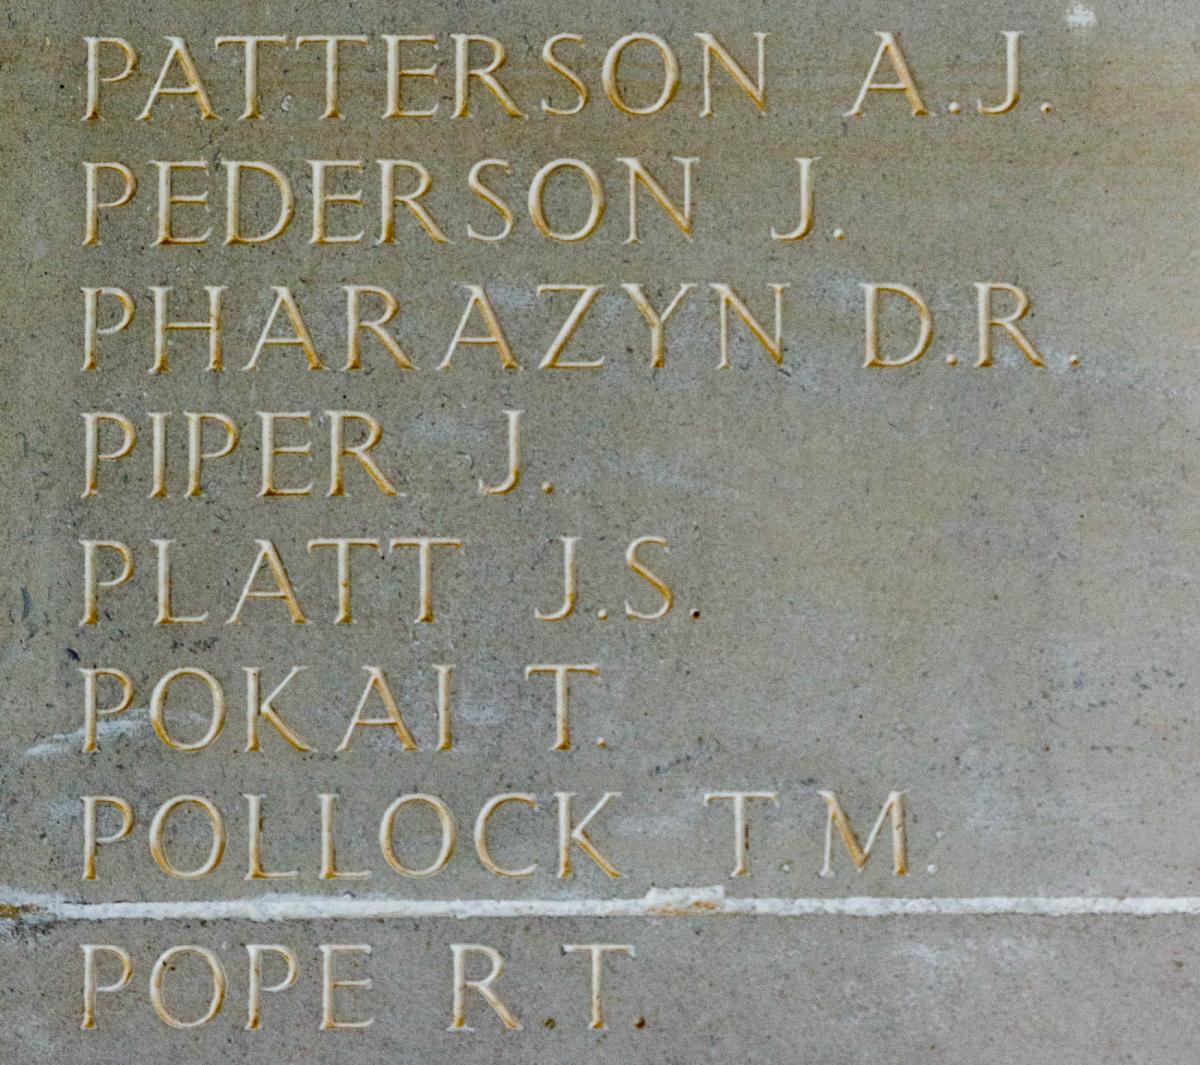 PATTERSON A.J.
PEDERSON J.
PHARAZYN D.R.
PIPER J.
PLATT J.S.
POKAI T.
POLLOCK T.M.
POPE R.T.